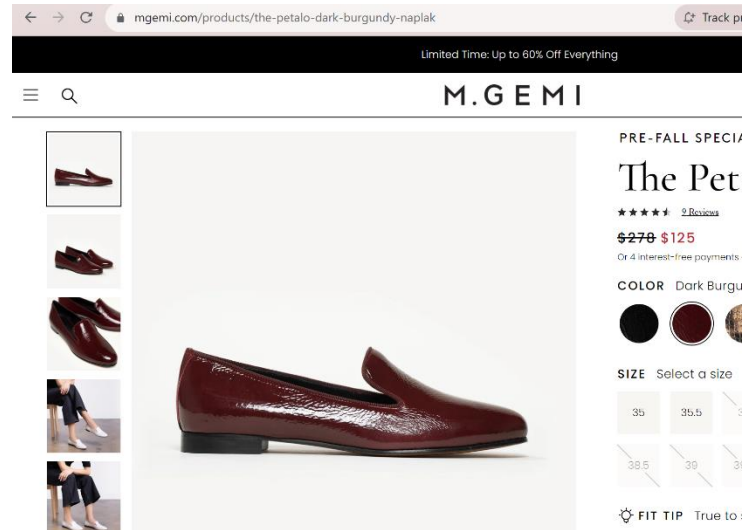 mgemi.com/products/the-petalo-dark-burgundy-naplak
Track
Limited Time: Up to 60% Off Everything
M.GEMI
PRE-FALL
The Pet
9 Reviews
$278 $125
Or 4 interest-free payments
COLOR Dark Burgu
SIZE Select a size
35 35.5
38.5 39
FIT TIP True to